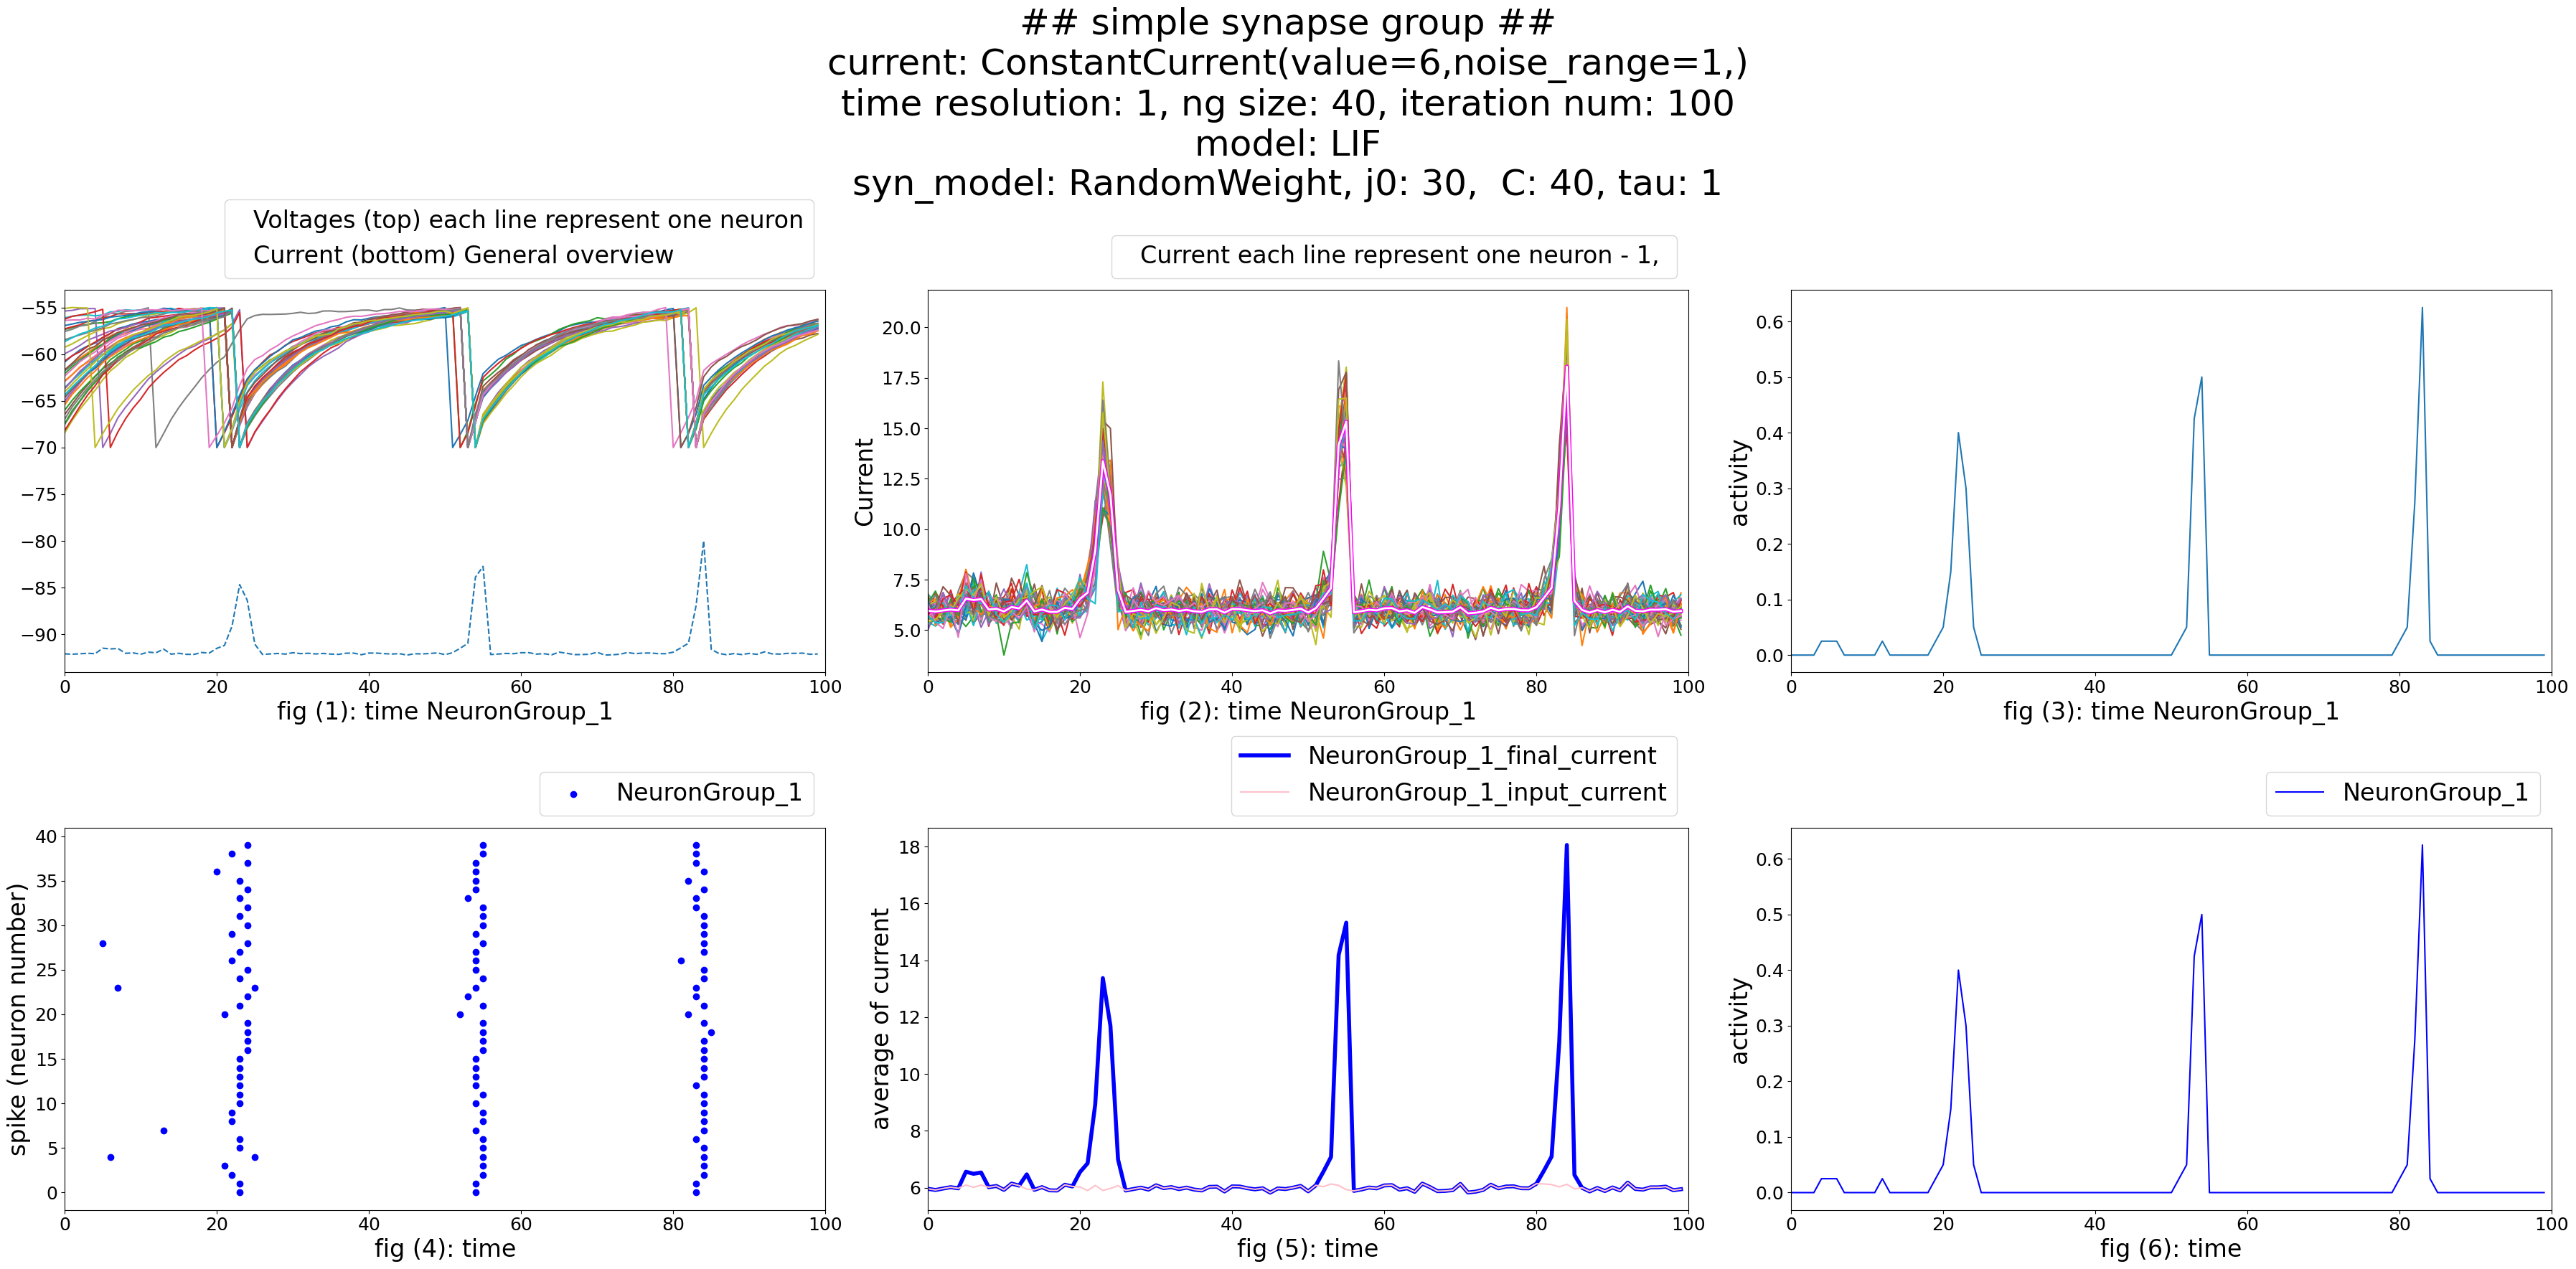 ## simple synapse group ##
current: ConstantCurrent(value=6,noise_range=1,)
time resolution: 1, ng size: 40, iteration num: 100
model: LIF
syn_model: RandomWeight, j0: 30,  C: 40, tau: 1
Voltages (top) each line represent one neuron
Current (bottom) General overview
−55
−60
−65
−70
−75
−80
−85
−90
0 20 40 60 80 100
fig (1): time NeuronGroup_1
Current each line represent one neuron - 1,
Current
20.0
17.5
15.0
12.5
10.0
7.5
5.0
0 20 40 60 80 100
fig (2): time NeuronGroup_1
activity
0.6
0.5
0.4
0.3
0.2
0.1
0.0
0 20 40 60 80 100
fig (3): time NeuronGroup_1
NeuronGroup_1
spike (neuron number)
40
35
30
25
20
15
10
5
0
0 20 40 60 80 100
fig (4): time
NeuronGroup_1_final_current
NeuronGroup_1_input_current
average of current
18
16
14
12
10
8
6
0 20 40 60 80 100
fig (5): time
NeuronGroup_1
activity
0.6
0.5
0.4
0.3
0.2
0.1
0.0
0 20 40 60 80 100
fig (6): time